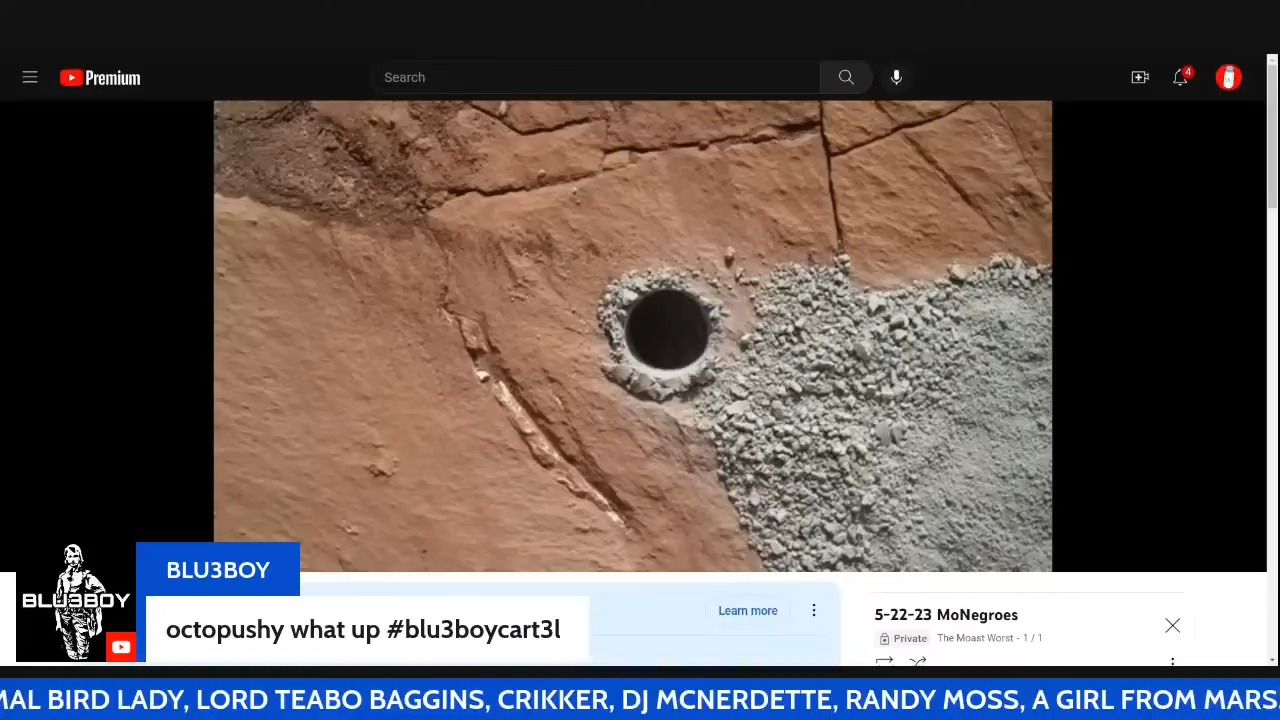 Premium
Search
4
BLU3BOY
BLU3BOY
octopushy what up #blu3boycart3l
Learn more
5-22-23 MoNegroes
Private
The Moast Worst - 1 / 1
MAL BIRD LADY, LORD TEABO BAGGINS, CRIKKER, DJ MCNERDETTE, RANDY MOSS, A GIRL FROM MARS,